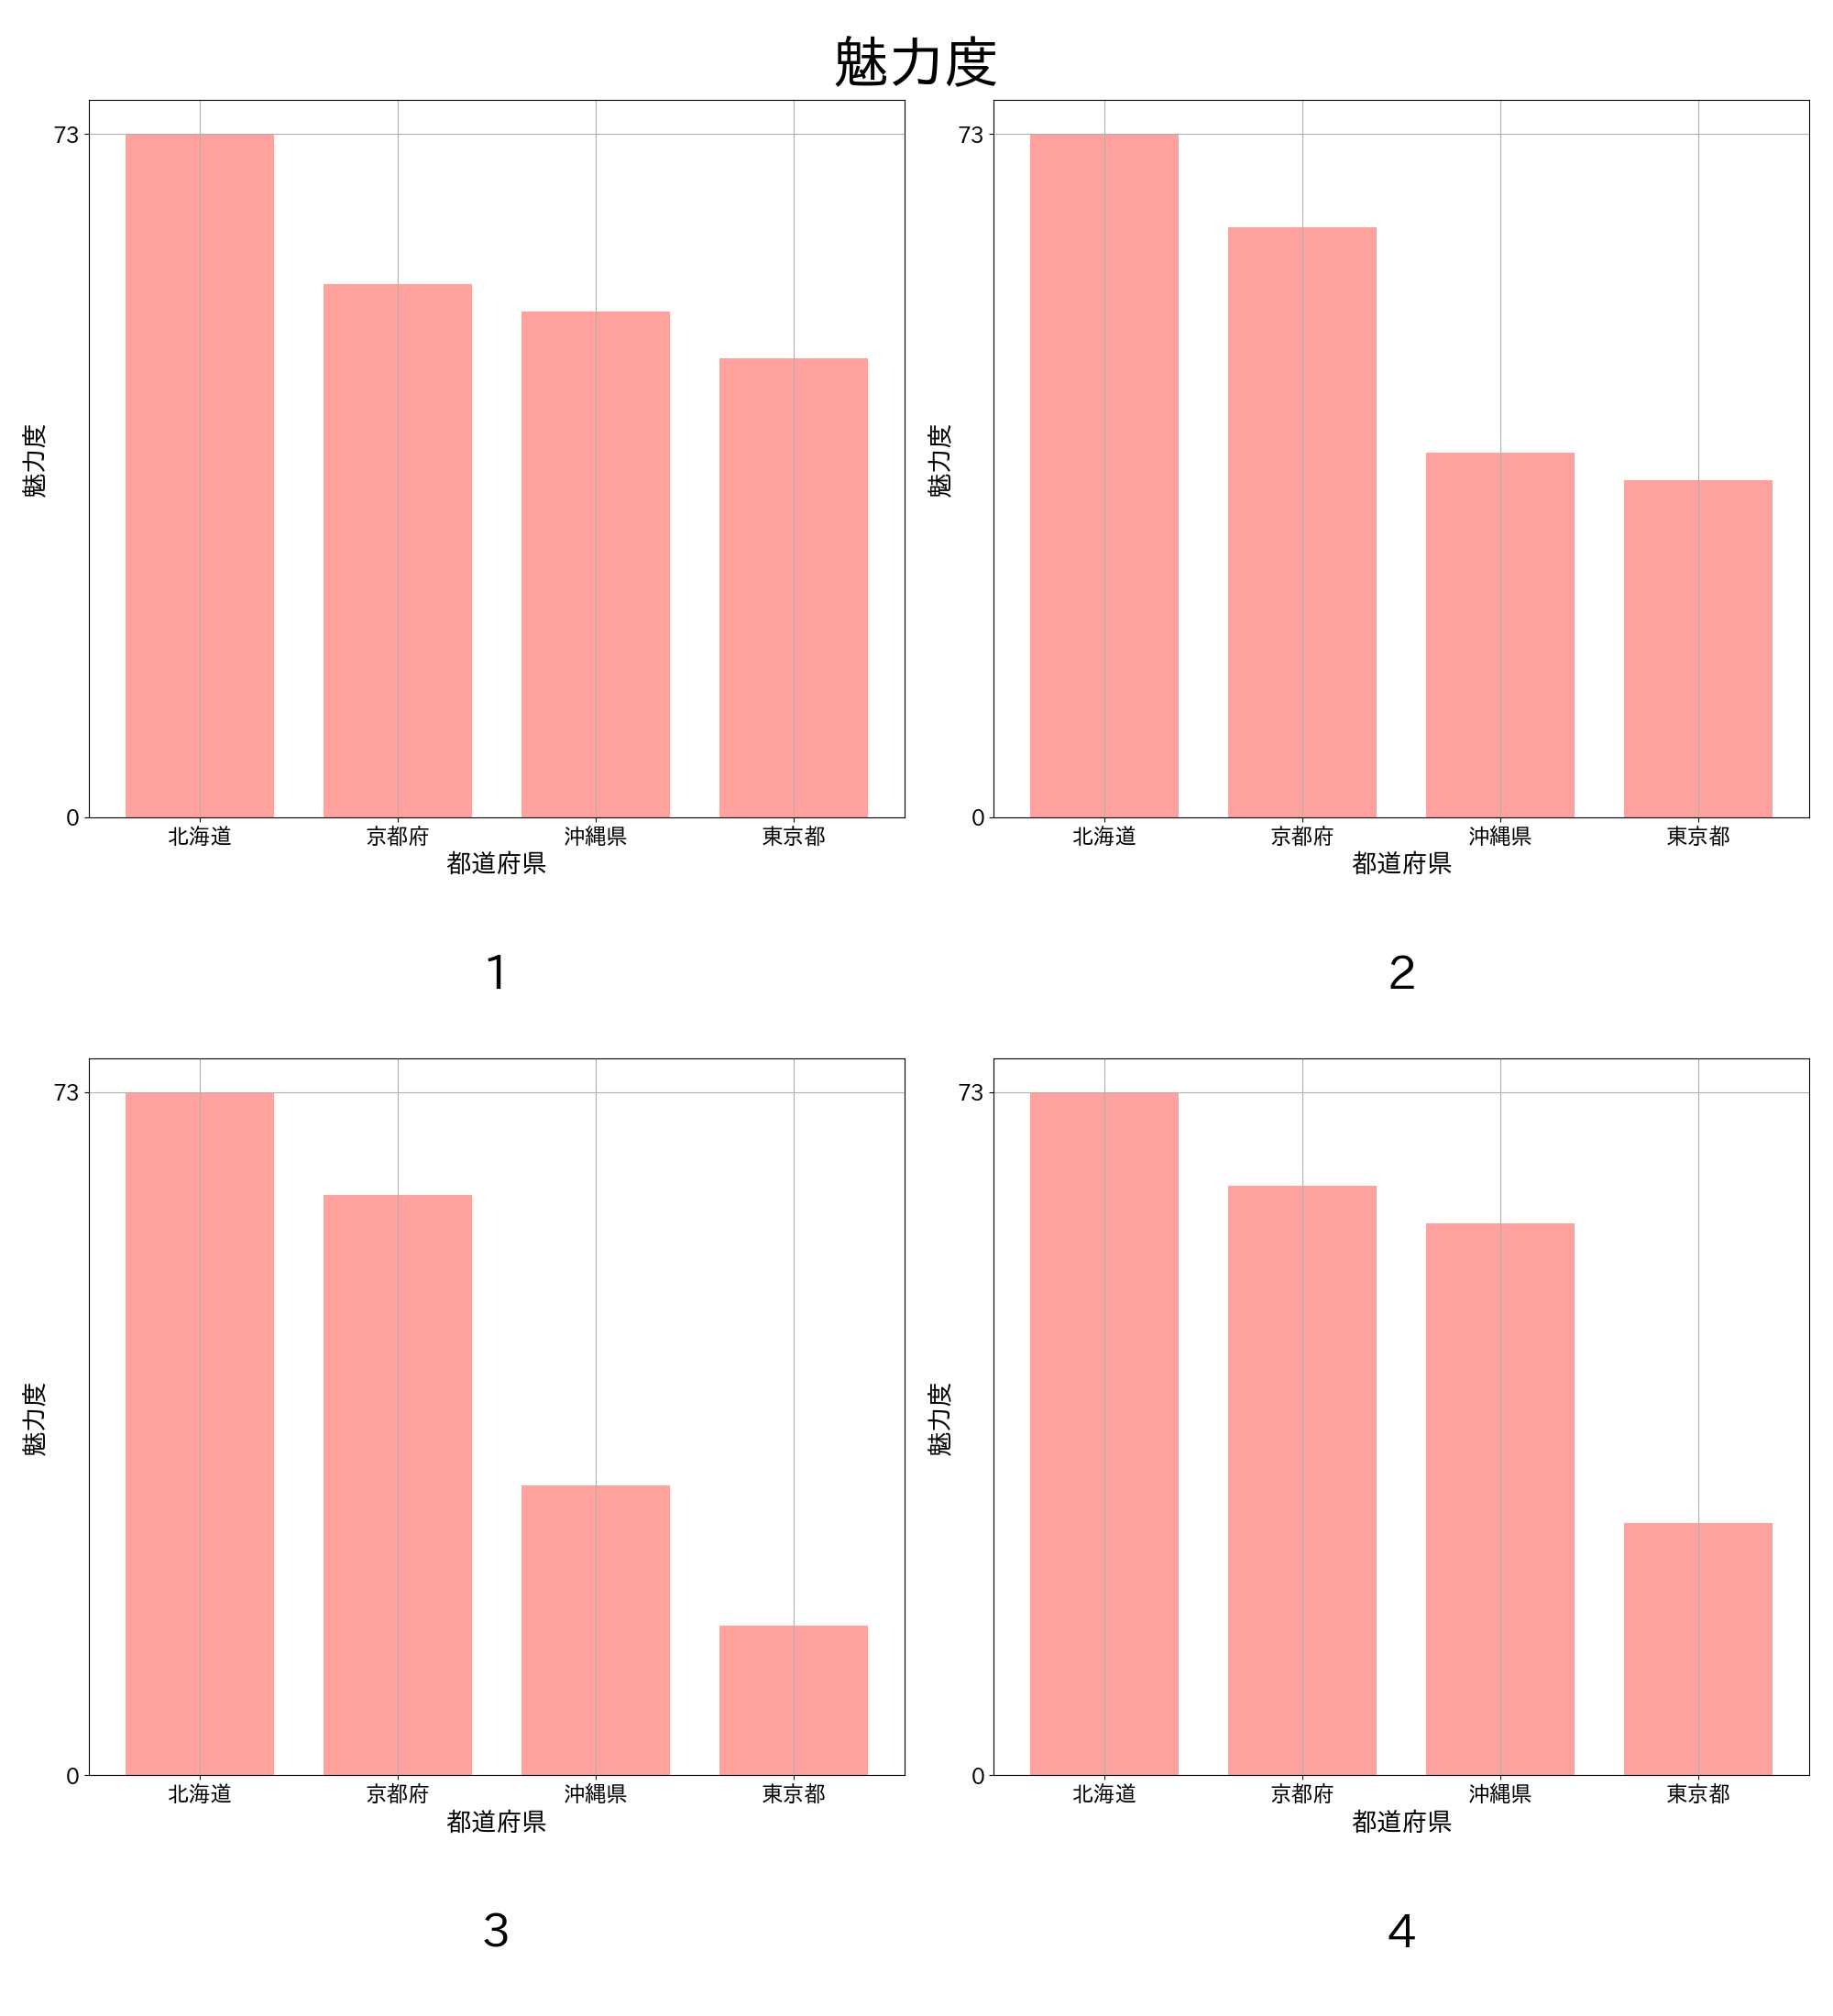 魅力度
73
魅力度
0
北海道 京都府 沖縄県 東京都
都道府県
1
73
魅力度
0
北海道 京都府 沖縄県 東京都
都道府県
2
73
魅力度
0
北海道 京都府 沖縄県 東京都
都道府県
3
73
魅力度
0
北海道 京都府 沖縄県 東京都
都道府県
4